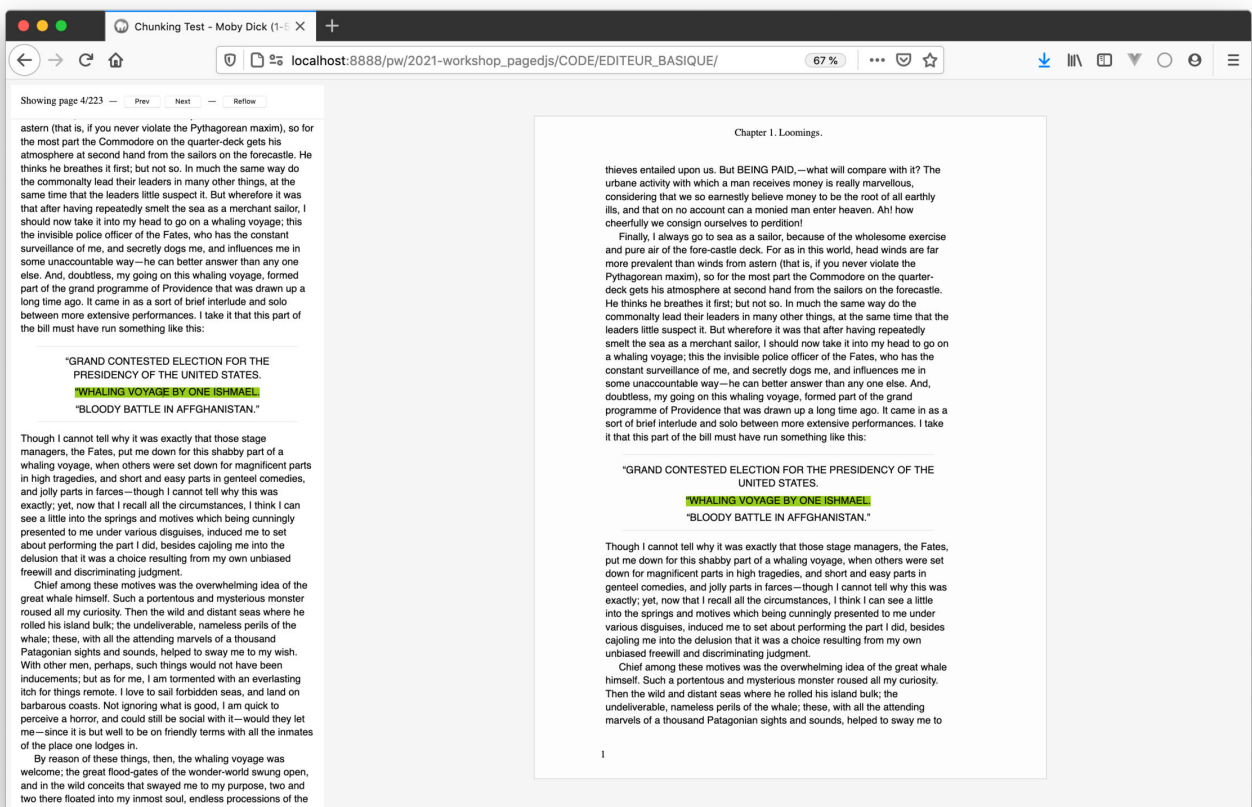 Chunking Test - Moby Dick (1-5
localhost:8888/pw/2021-workshop_pagedjs/CODE/EDITEUR_BASIQUE/
67 %
Showing page 4/223 — Prev Next — Reflow
astern (that is, if you never violate the Pythagorean maxim), so for
the most part the Commodore on the quarter-deck gets his
atmosphere at second hand from the sailors on the forecastle. He
thinks he breathes it first; but not so. In much the same way do
the commonalty lead their leaders in many other things, at the
same time that the leaders little suspect it. But wherefore it was
that after having repeatedly smelt the sea as a merchant sailor, I
should now take it into my head to go on a whaling voyage; this
the invisible police officer of the Fates, who has the constant
surveillance of me, and secretly dogs me, and influences me in
some unaccountable way—he can better answer than any one
else. And, doubtless, my going on this whaling voyage, formed
part of the grand programme of Providence that was drawn up a
long time ago. It came in as a sort of brief interlude and solo
between more extensive performances. I take it that this part of
the bill must have run something like this:
“GRAND CONTESTED ELECTION FOR THE
PRESIDENCY OF THE UNITED STATES.
“WHALING VOYAGE BY ONE ISHMAEL.
“BLOODY BATTLE IN AFFGHANISTAN.”
Though I cannot tell why it was exactly that those stage
managers, the Fates, put me down for this shabby part of a
whaling voyage, when others were set down for magnificent parts
in high tragedies, and short and easy parts in genteel comedies,
and jolly parts in farces—though I cannot tell why this was
exactly; yet, now that I recall all the circumstances, I think I can
see a little into the springs and motives which being cunningly
presented to me under various disguises, induced me to set
about performing the part I did, besides cajoling me into the
delusion that it was a choice resulting from my own unbiased
freewill and discriminating judgment.
Chief among these motives was the overwhelming idea of the
great whale himself. Such a portentous and mysterious monster
roused all my curiosity. Then the wild and distant seas where he
rolled his island bulk; the undeliverable, nameless perils of the
whale; these, with all the attending marvels of a thousand
Patagonian sights and sounds, helped to sway me to my wish.
With other men, perhaps, such things would not have been
inducements; but as for me, I am tormented with an everlasting
itch for things remote. I love to sail forbidden seas, and land on
barbarous coasts. Not ignoring what is good, I am quick to
perceive a horror, and could still be social with it—would they let
me—since it is but well to be on friendly terms with all the inmates
of the place one lodges in.
By reason of these things, then, the whaling voyage was
welcome; the great flood-gates of the wonder-world swung open,
and in the wild conceits that swayed me to my purpose, two and
two there floated into my inmost soul, endless processions of the
Chapter 1. Loomings.
thieves entailed upon us. But BEING PAID,—what will compare with it? The
urbane activity with which a man receives money is really marvellous,
considering that we so earnestly believe money to be the root of all earthly
ills, and that on no account can a monied man enter heaven. Ah! how
cheerfully we consign ourselves to perdition!
Finally, I always go to sea as a sailor, because of the wholesome exercise
and pure air of the fore-castle deck. For as in this world, head winds are far
more prevalent than winds from astern (that is, if you never violate the
Pythagorean maxim), so for the most part the Commodore on the quarter-
deck gets his atmosphere at second hand from the sailors on the forecastle.
He thinks he breathes it first; but not so. In much the same way do the
commonalty lead their leaders in many other things, at the same time that the
leaders little suspect it. But wherefore it was that after having repeatedly
smelt the sea as a merchant sailor, I should now take it into my head to go on
a whaling voyage; this the invisible police officer of the Fates, who has the
constant surveillance of me, and secretly dogs me, and influences me in
some unaccountable way—he can better answer than any one else. And,
doubtless, my going on this whaling voyage, formed part of the grand
programme of Providence that was drawn up a long time ago. It came in as a
sort of brief interlude and solo between more extensive performances. I take
it that this part of the bill must have run something like this:
“GRAND CONTESTED ELECTION FOR THE PRESIDENCY OF THE
UNITED STATES.
“WHALING VOYAGE BY ONE ISHMAEL.
“BLOODY BATTLE IN AFFGHANISTAN.”
Though I cannot tell why it was exactly that those stage managers, the Fates,
put me down for this shabby part of a whaling voyage, when others were set
down for magnificent parts in high tragedies, and short and easy parts in
genteel comedies, and jolly parts in farces—though I cannot tell why this was
exactly; yet, now that I recall all the circumstances, I think I can see a little
into the springs and motives which being cunningly presented to me under
various disguises, induced me to set about performing the part I did, besides
cajoling me into the delusion that it was a choice resulting from my own
unbiased freewill and discriminating judgment.
Chief among these motives was the overwhelming idea of the great whale
himself. Such a portentous and mysterious monster roused all my curiosity.
Then the wild and distant seas where he rolled his island bulk; the
undeliverable, nameless perils of the whale; these, with all the attending
marvels of a thousand Patagonian sights and sounds, helped to sway me to
1